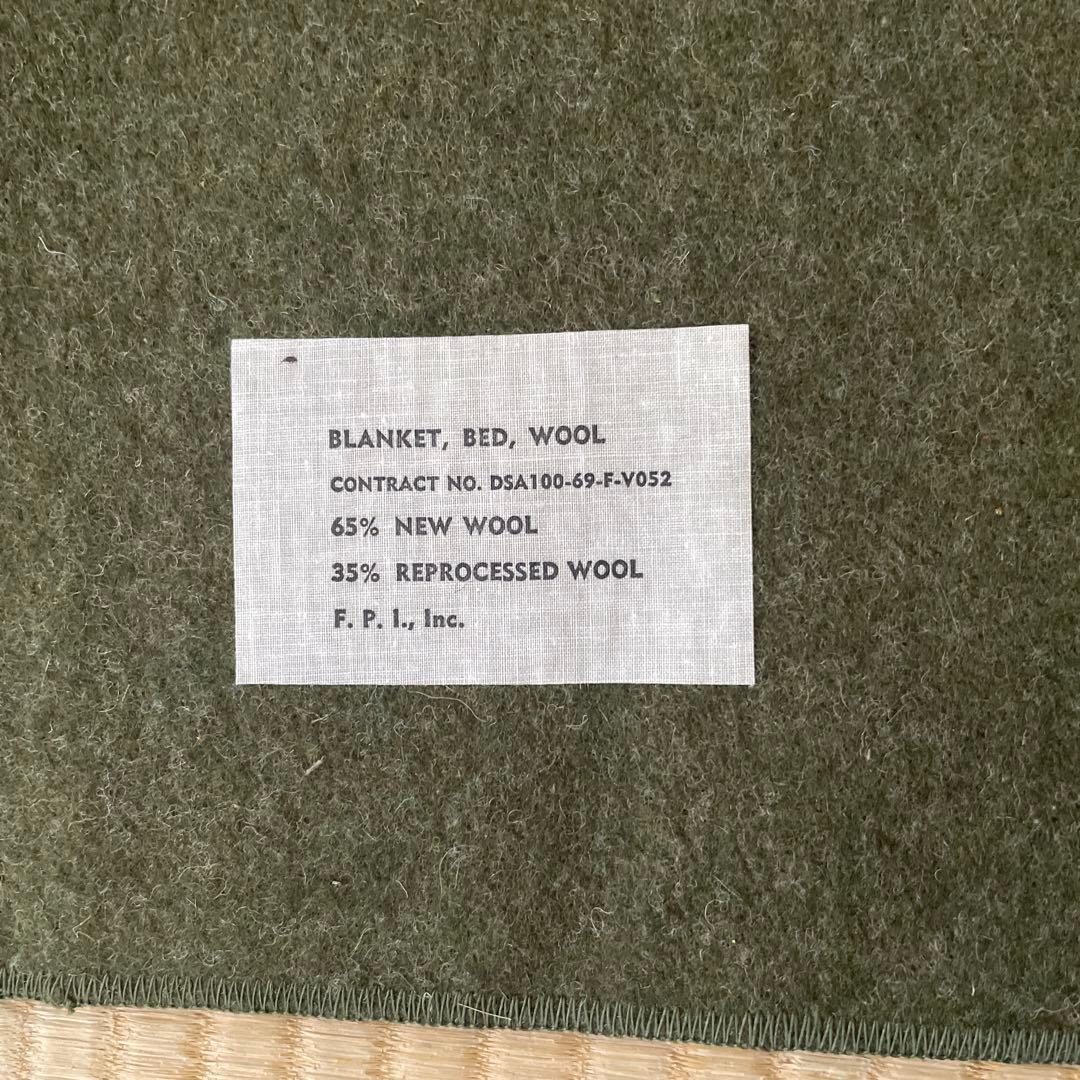 BLANKET, BED, WOOL
CONTRACT NO. DSA100-69-F-V052
65% NEW WOOL
35% REPROCESSED WOOL
F. P. I., Inc.